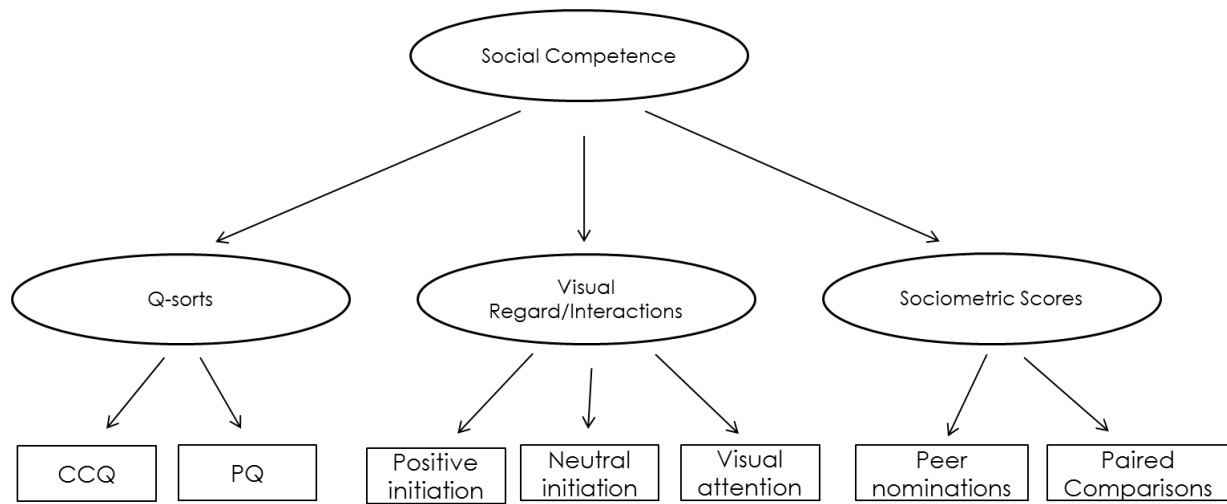 Social Competence
Q-sorts
Visual
Regard/Interactions
Sociometric Scores
CCQ
PQ
Positive
initiation
Neutral
initiation
Visual
attention
Peer
nominations
Paired
Comparisons